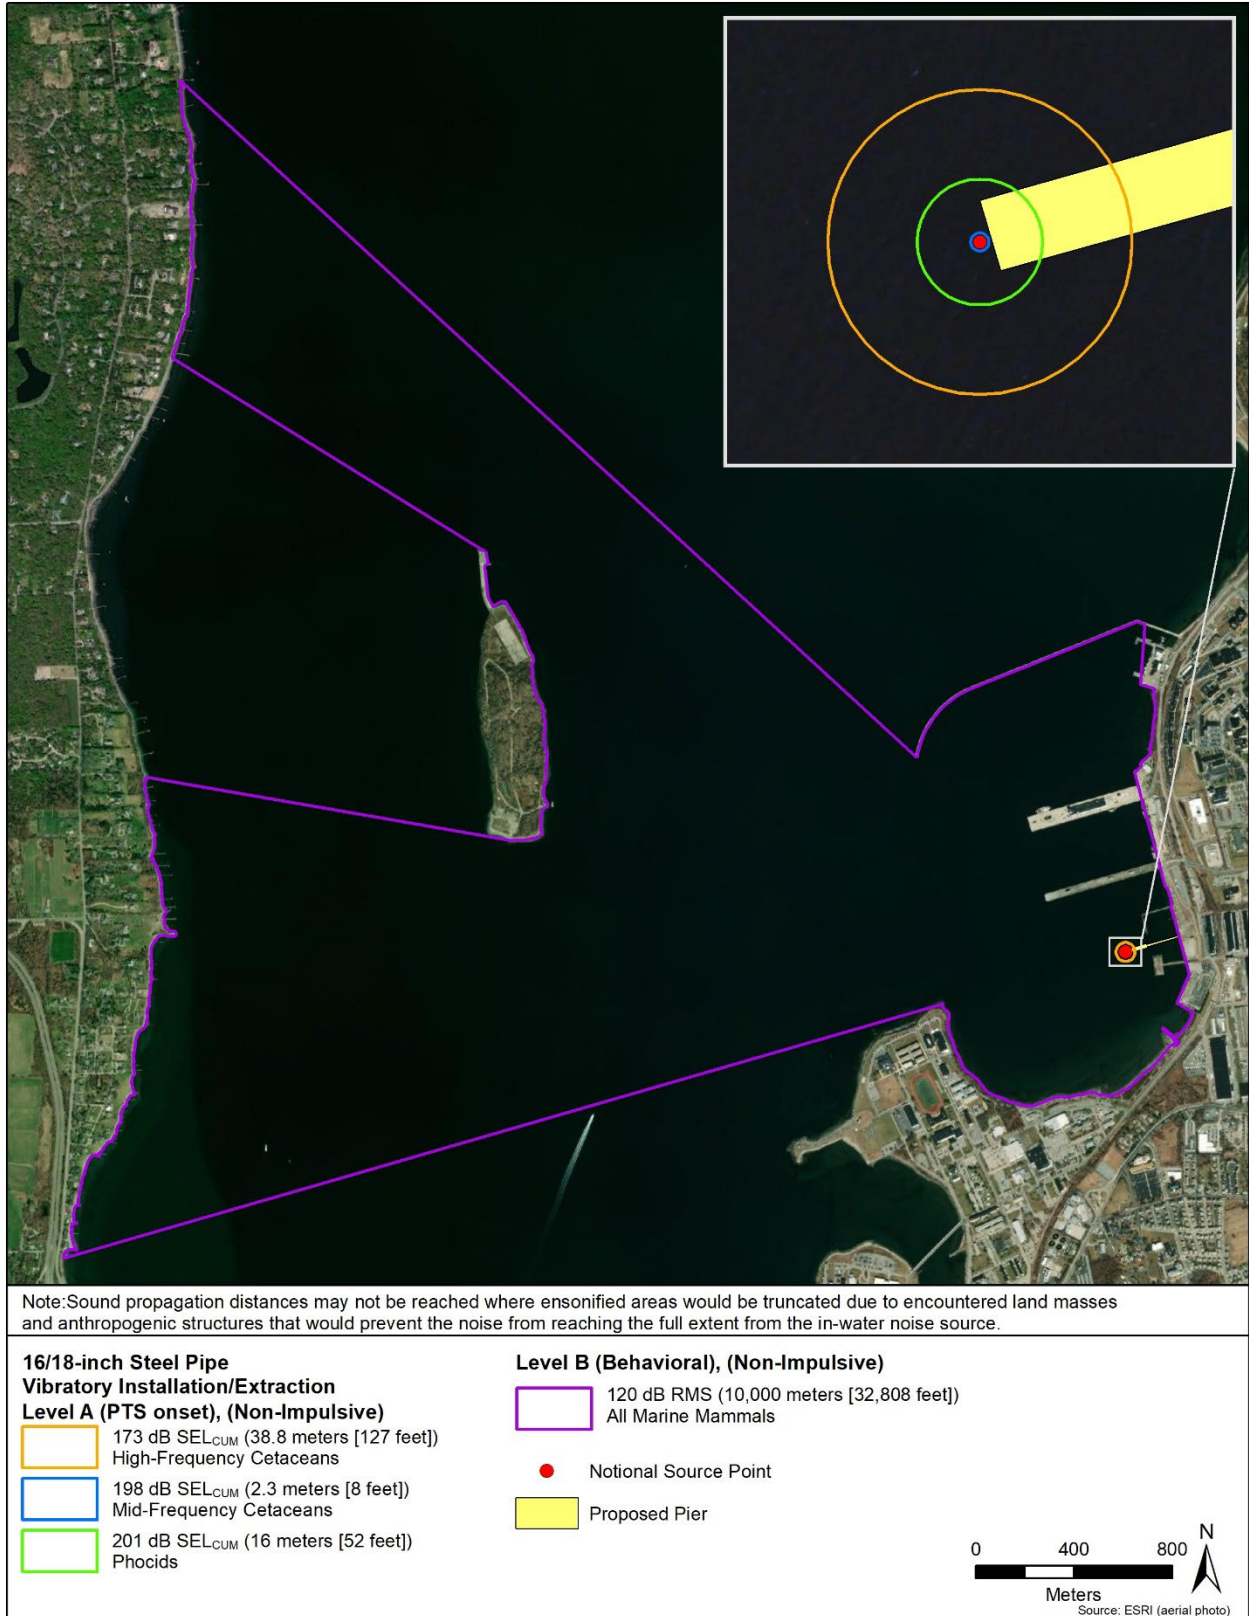 Note:Sound propagation distances may not be reached where ensonified areas would be truncated due to encountered land masses
and anthropogenic structures that would prevent the noise from reaching the full extent from the in-water noise source.
16/18-inch Steel Pipe
Vibratory Installation/Extraction
Level A (PTS onset), (Non-Impulsive)
173 dB SELCUM (38.8 meters [127 feet])
High-Frequency Cetaceans
198 dB SELCUM (2.3 meters [8 feet])
Mid-Frequency Cetaceans
201 dB SELCUM (16 meters [52 feet])
Phocids
Level B (Behavioral), (Non-Impulsive)
120 dB RMS (10,000 meters [32,808 feet])
All Marine Mammals
Notional Source Point
Proposed Pier
0 400 800
Meters
N
Source: ESRI (aerial photo)